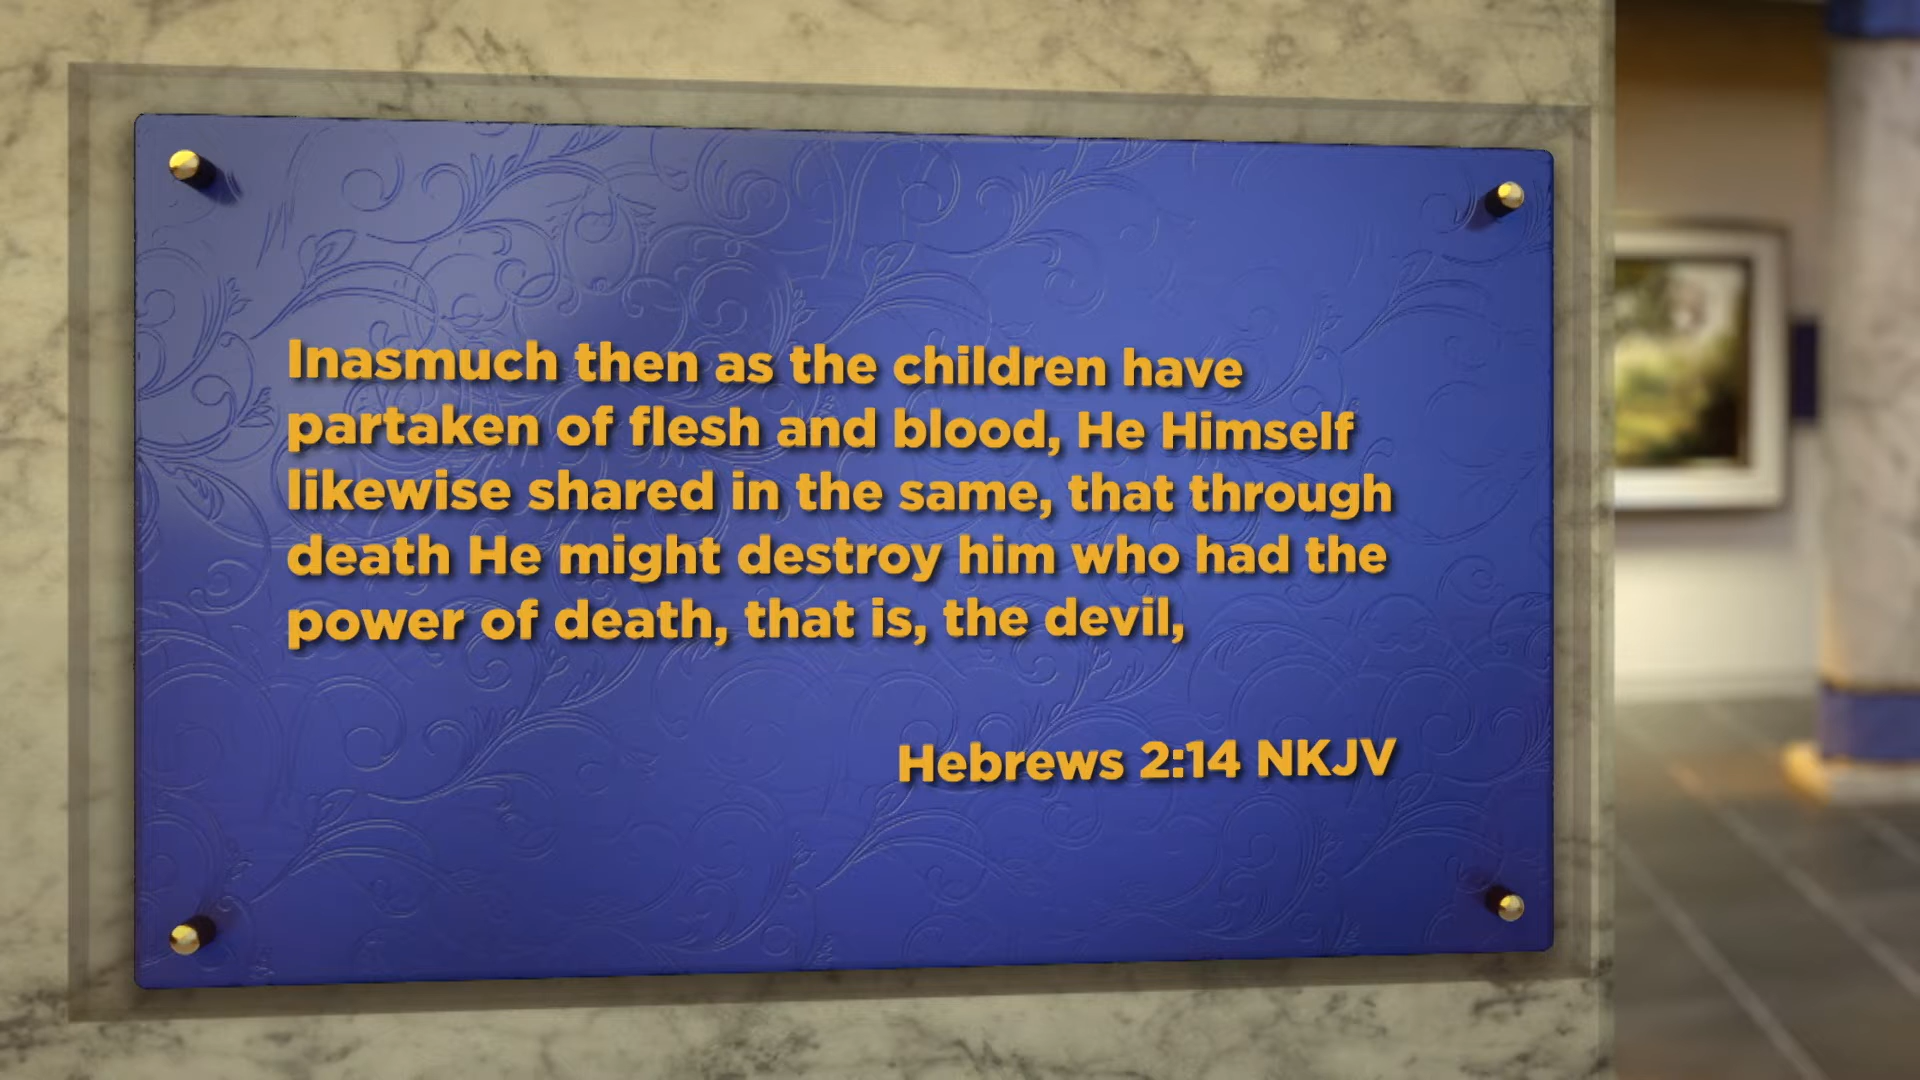 Inasmuch then as the children have
partaken of flesh and blood, He Himself
likewise shared in the same, that through
death He might destroy him who had the
power of death, that is, the devil,
Hebrews 2:14 NKJV